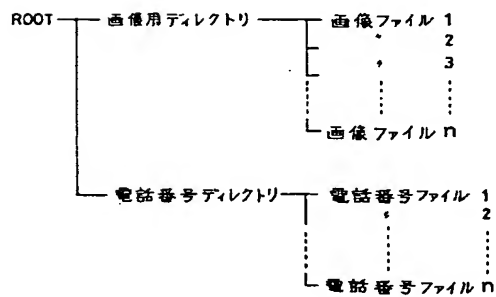 ROOT 画像用ディレクトリ 画像ファイル 1
〃 2
〃 3
画像ファイル n
電話番号ディレクトリ 電話番号ファイル 1
〃 2
電話番号ファイル n